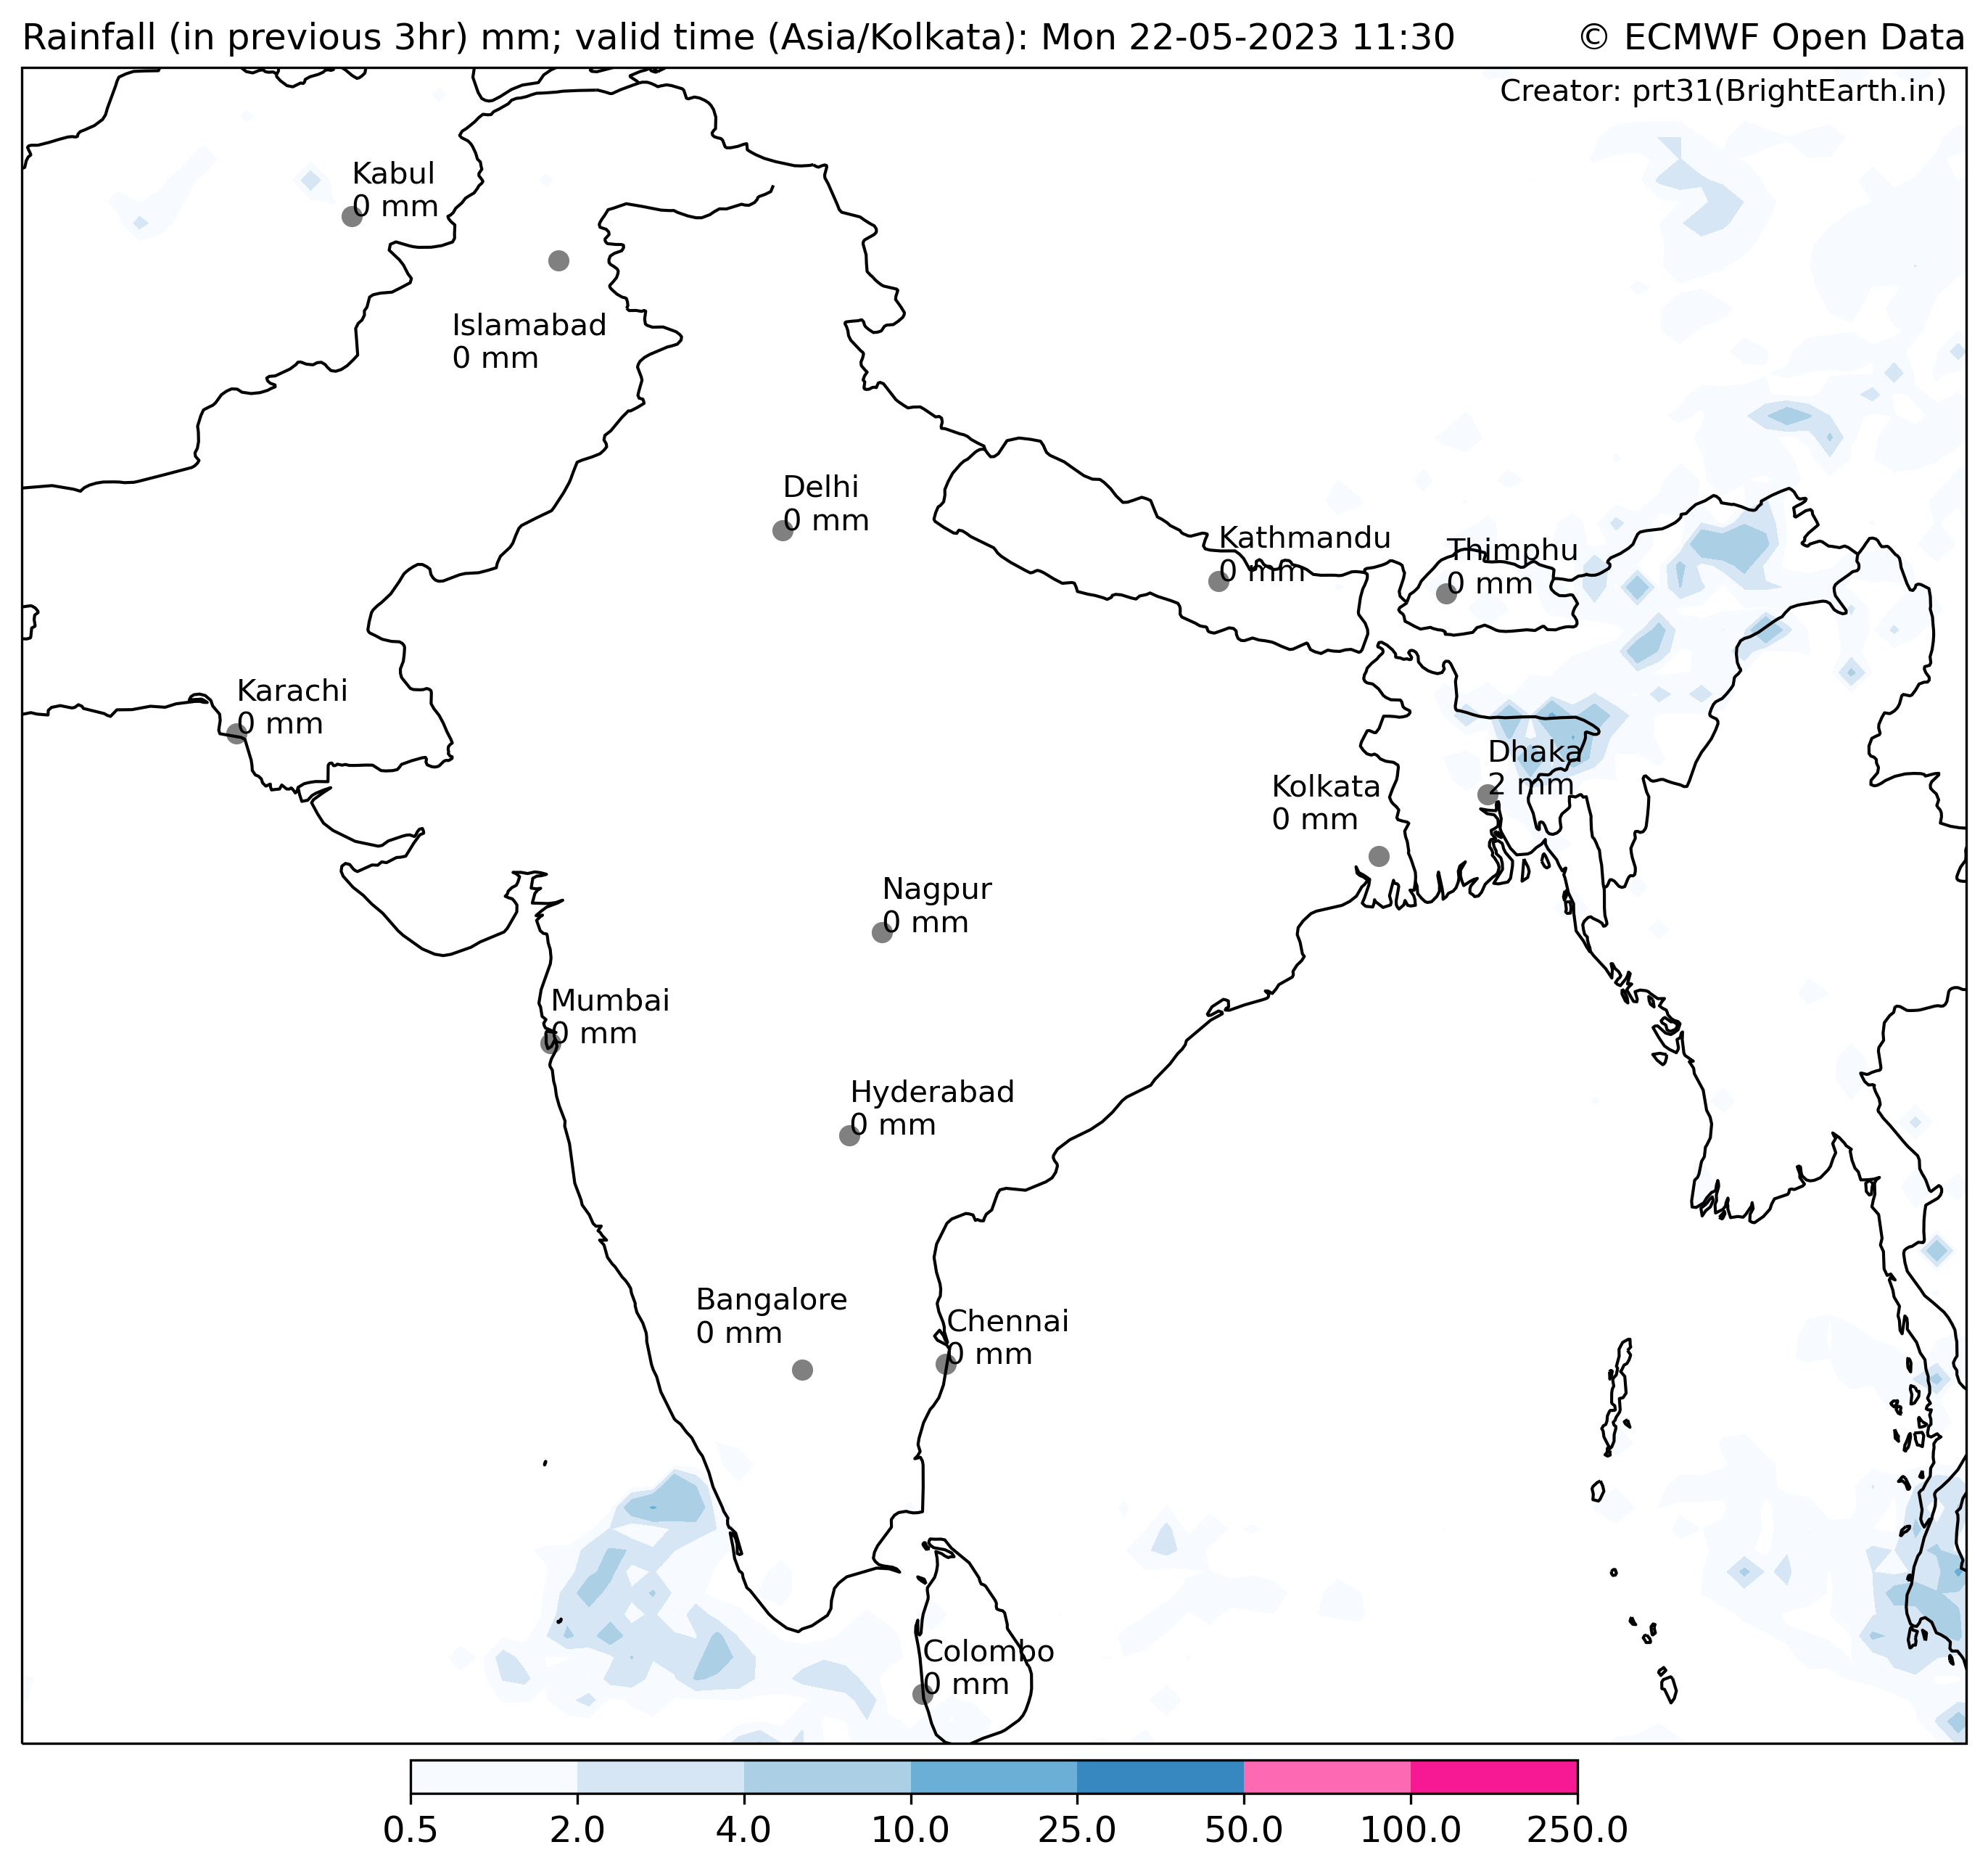 Rainfall (in previous 3hr) mm; valid time (Asia/Kolkata): Mon 22-05-2023 11:30
© ECMWF Open Data
Creator: prt31(BrightEarth.in)
Kabul
0 mm
Islamabad
0 mm
Delhi
0 mm
Kathmandu
0 mm
Thimphu
0 mm
Karachi
0 mm
Dhaka
2 mm
Kolkata
0 mm
Nagpur
0 mm
Mumbai
0 mm
Hyderabad
0 mm
Bangalore
0 mm
Chennai
0 mm
Colombo
0 mm
0.5 2.0 4.0 10.0 25.0 50.0 100.0 250.0